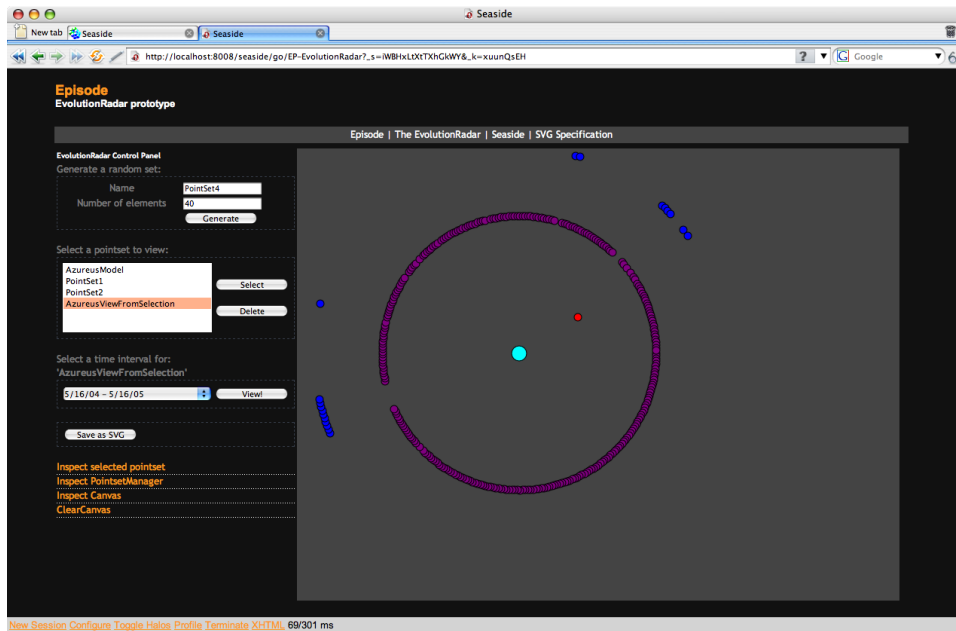 Seaside
New tab Seaside Seaside
http://localhost:8008/seaside/go/EP-EvolutionRadar?_s=iWBHxLtXtTXhGkWY&_k=xuunQsEH ? Google
Episode
EvolutionRadar prototype
Episode | The EvolutionRadar | Seaside | SVG Specification
EvolutionRadar Control Panel
Generate a random set:
Name PointSet4
Number of elements 40
Generate
Select a pointset to view:
AzureusModel
PointSet1
PointSet2
AzureusViewFromSelection
Select
Delete
Select a time interval for:
'AzureusViewFromSelection'
5/16/04 – 5/16/05 View!
Save as SVG
Inspect selected pointset
Inspect PointsetManager
Inspect Canvas
ClearCanvas
New Session Configure Toggle Halos Profile Terminate XHTML 69/301 ms